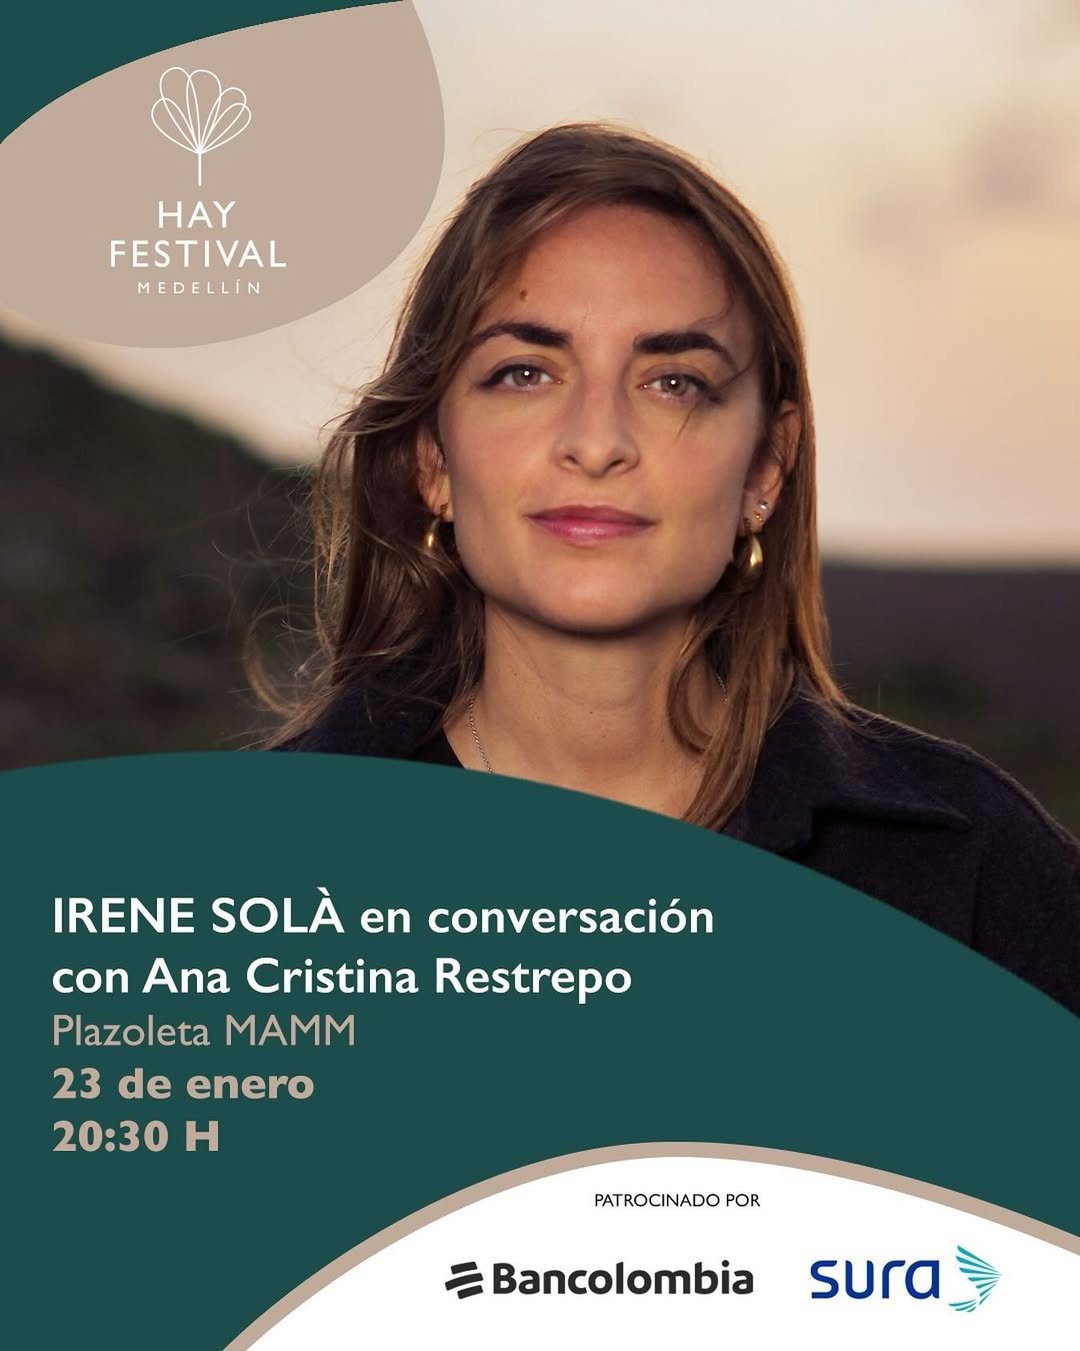 HAY
FESTIVAL
MEDELLÍN
IRENE SOLÀ en conversación
con Ana Cristina Restrepo
Plazoleta MAMM
23 de enero
20:30 H
PATROCINADO POR
Bancolombia
sura